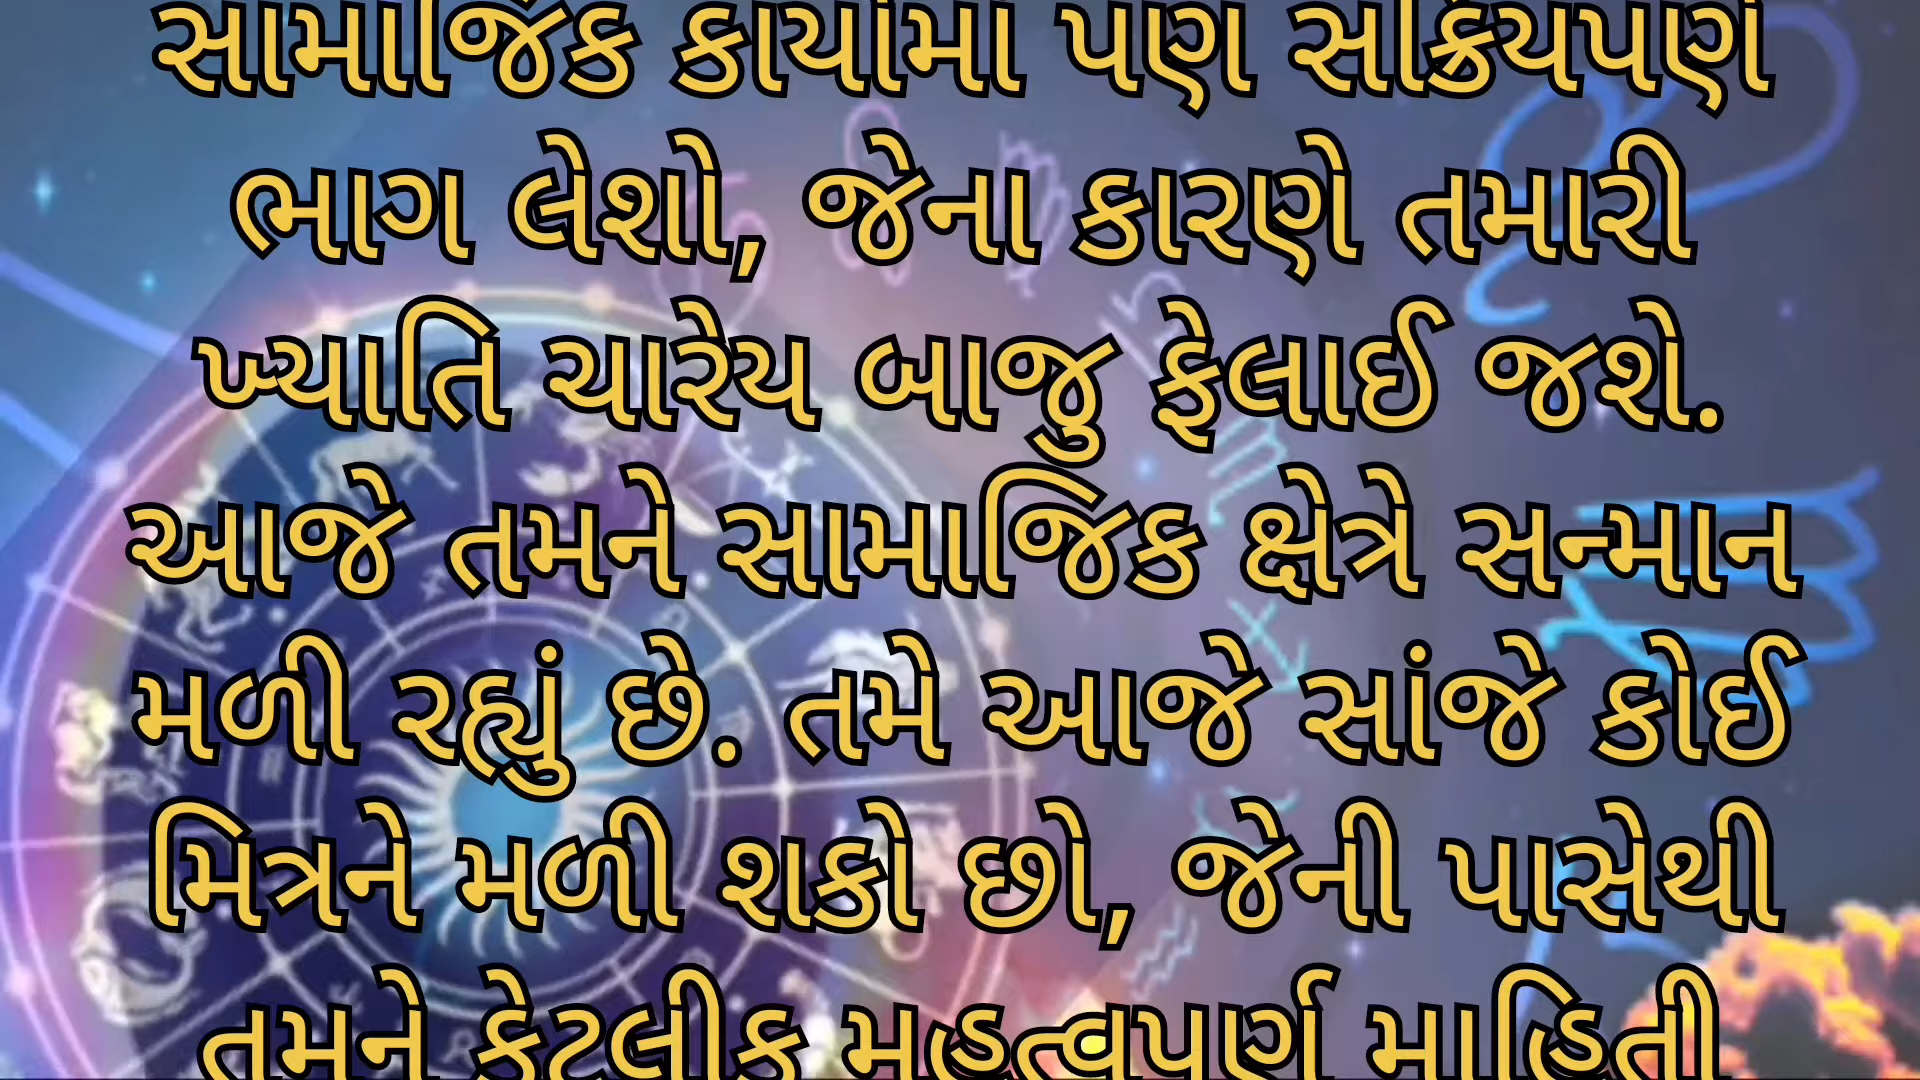 સામાજિક કાર્યોમાં પણ સક્રિયપણે
ભાગ લેશો, જેના કારણે તમારી
ખ્યાતિ ચારેય બાજુ ફેલાઈ જશે.
આજે તમને સામાજિક ક્ષેત્રે સન્માન
મળી રહ્યું છે. તમે આજે સાંજે કોઈ
મિત્રને મળી શકો છો, જેની પાસેથી
તમને કેટલીક મહત્વપૂર્ણ માહિતી